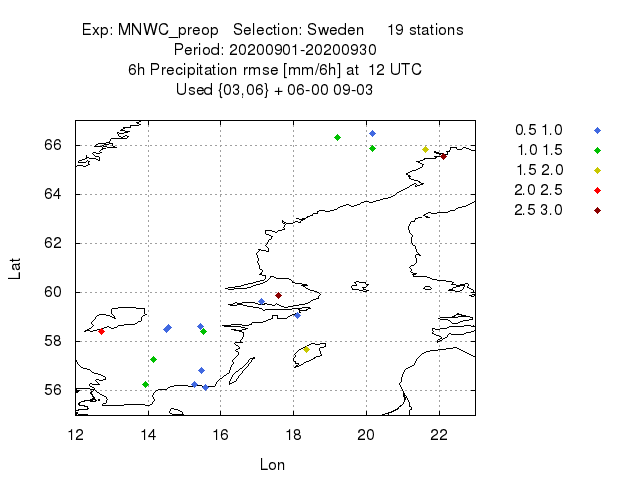 Exp: MNWC_preop Selection: Sweden 19 stations
Period: 20200901-20200930
6h Precipitation rmse [mm/6h] at 12 UTC
Used {03,06} + 06-00 09-03
0.5 1.0
1.0 1.5
1.5 2.0
2.0 2.5
2.5 3.0
66
64
62
60
58
56
Lat
12 14 16 18 20 22
Lon